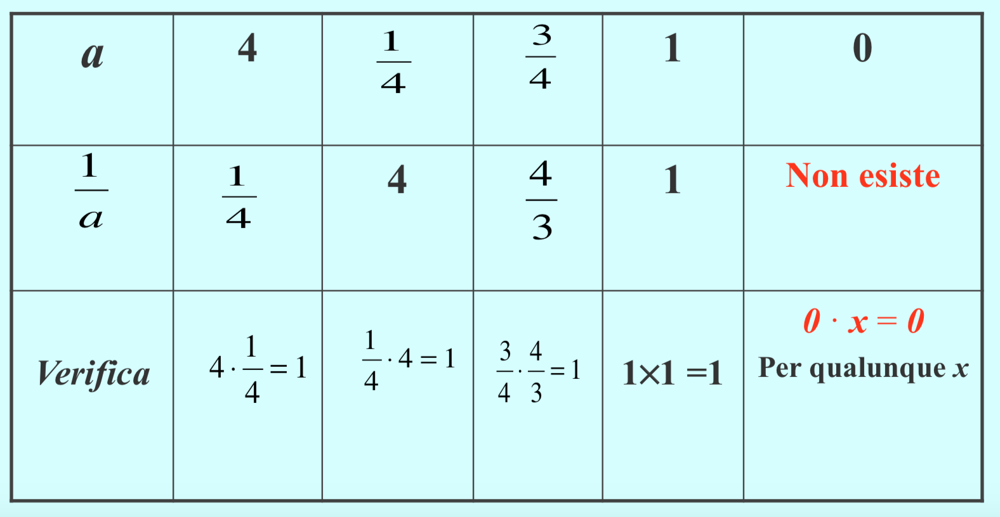 a 4 1/4 3/4 1 0
1/a 1/4 4 4/3 1 Non esiste
Verifica 4 · 1/4 = 1 1/4 · 4 = 1 3/4 · 4/3 = 1 1×1 =1 0 · x = 0
Per qualunque x